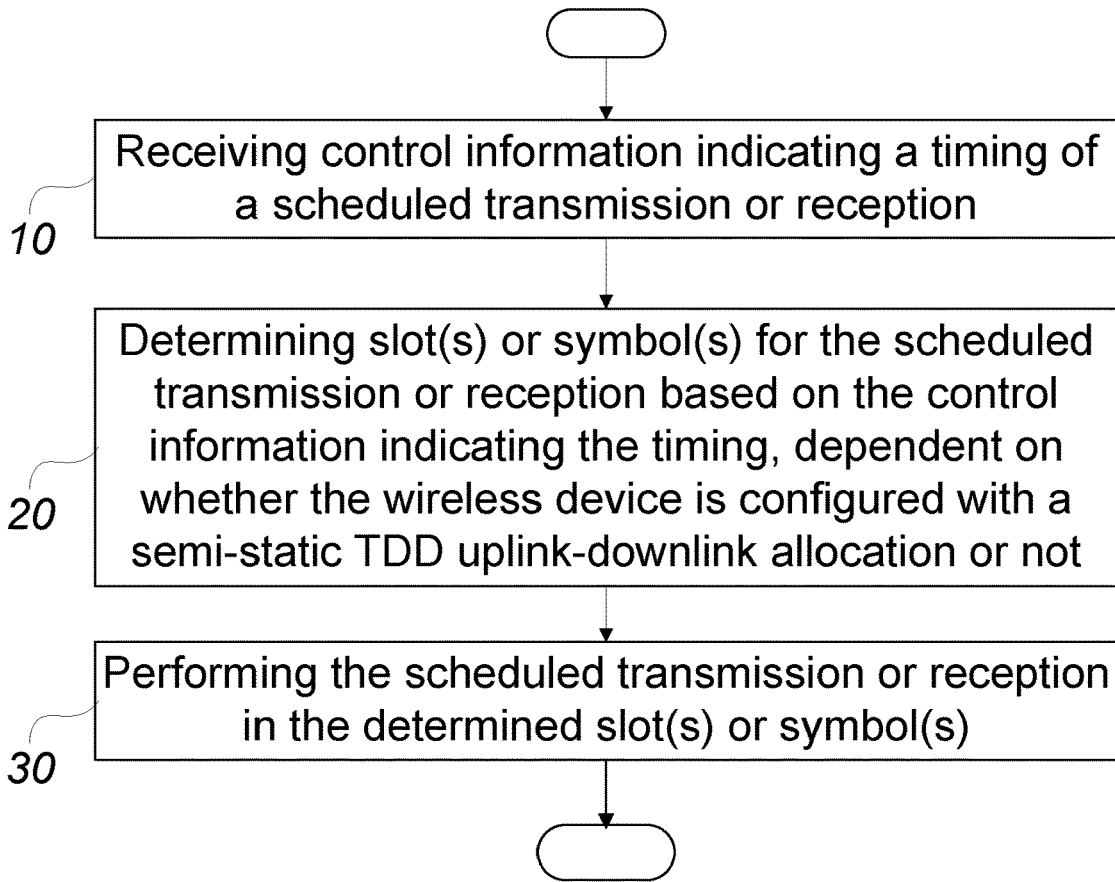 Receiving control information indicating a timing of
a scheduled transmission or reception
10
Determining slot(s) or symbol(s) for the scheduled
transmission or reception based on the control
information indicating the timing, dependent on
whether the wireless device is configured with a
semi-static TDD uplink-downlink allocation or not
20
Performing the scheduled transmission or reception
in the determined slot(s) or symbol(s)
30